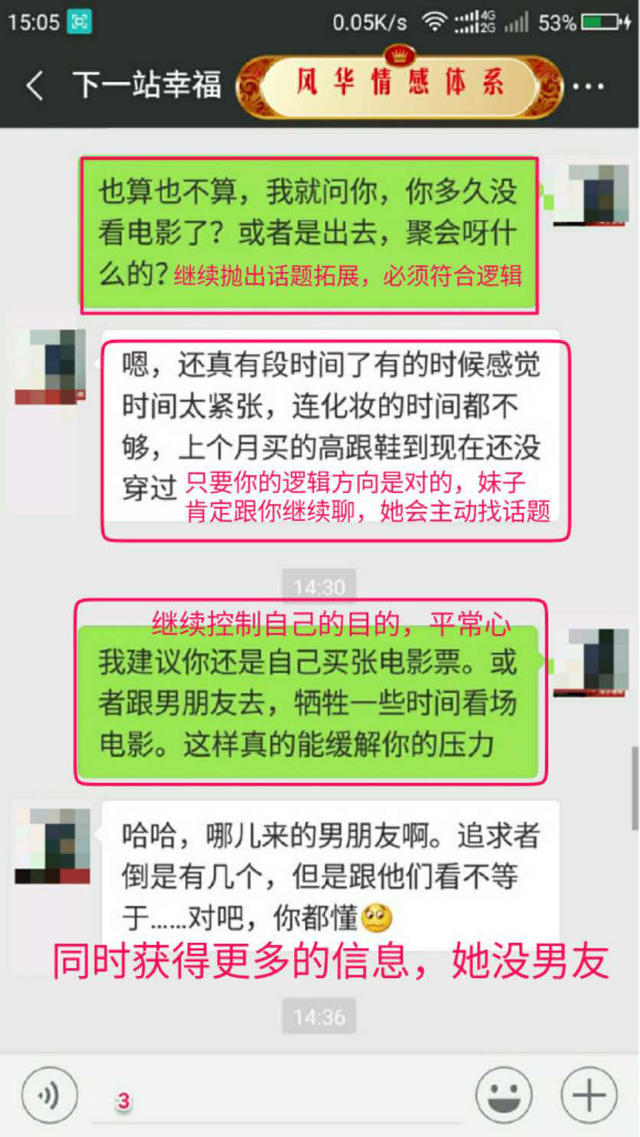 15:05 0.05K/s 4G 2G 53%
下一站幸福 风华情感体系
也算也不算，我就问你，你多久没
看电影了？或者是出去，聚会呀什
么的？继续抛出话题拓展，必须符合逻辑
嗯，还真有段时间了有的时候感觉
时间太紧张，连化妆的时间都不
够，上个月买的高跟鞋到现在还没
穿过 只要你的逻辑方向是对的，妹子
肯定跟你继续聊，她会主动找话题
14:30
继续控制自己的目的，平常心
我建议你还是自己买张电影票。或
者跟男朋友去，牺牲一些时间看场
电影。这样真的能缓解你的压力
哈哈，哪儿来的男朋友啊。追求者
倒是有几个，但是跟他们看不等
于......对吧，你都懂
同时获得更多的信息，她没男友
14:36
3